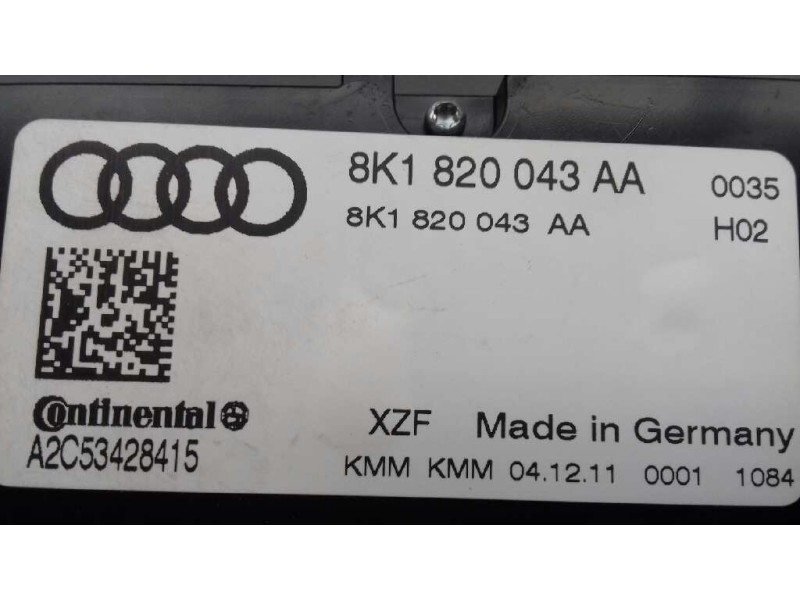 8K1 820 043 AA 0035
8K1 820 043 AA H02
Continental
A2C53428415
XZF Made in Germany
KMM KMM 04.12.11 0001 1084